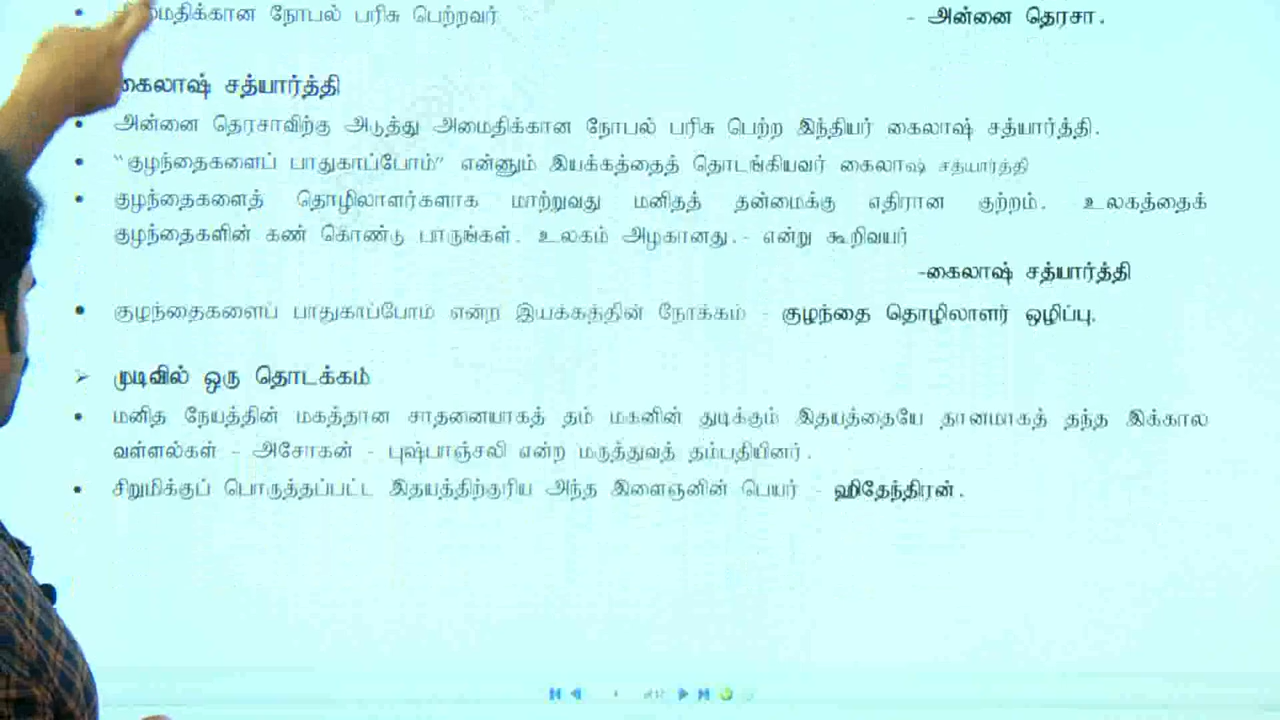 அமைதிக்கான நோபல் பரிசு பெற்றவர் - அன்னை தெரசா.
கைலாஷ் சத்யார்த்தி
• அன்னை தெரசாவிற்கு அடுத்து அமைதிக்கான நோபல் பரிசு பெற்ற இந்தியர் கைலாஷ் சத்யார்த்தி.
• “குழந்தைகளைப் பாதுகாப்போம்” என்னும் இயக்கத்தைத் தொடங்கியவர் கைலாஷ் சத்யார்த்தி
• குழந்தைகளைத் தொழிலாளர்களாக மாற்றுவது மனிதத் தன்மைக்கு எதிரான குற்றம். உலகத்தைக்
குழந்தைகளின் கண் கொண்டு பாருங்கள். உலகம் அழகானது.- என்று கூறிவயர்
-கைலாஷ் சத்யார்த்தி
• குழந்தைகளைப் பாதுகாப்போம் என்ற இயக்கத்தின் நோக்கம் - குழந்தை தொழிலாளர் ஒழிப்பு.
➢ முடிவில் ஒரு தொடக்கம்
• மனித நேயத்தின் மகத்தான சாதனையாகத் தம் மகனின் துடிக்கும் இதயத்தையே தானமாகத் தந்த இக்கால
வள்ளல்கள் - அசோகன் - புஷ்பாஞ்சலி என்ற மருத்துவத் தம்பதியினர்.
• சிறுமிக்குப் பொருத்தப்பட்ட இதயத்திற்குரிய அந்த இளைஞனின் பெயர் - ஹிதேந்திரன்.